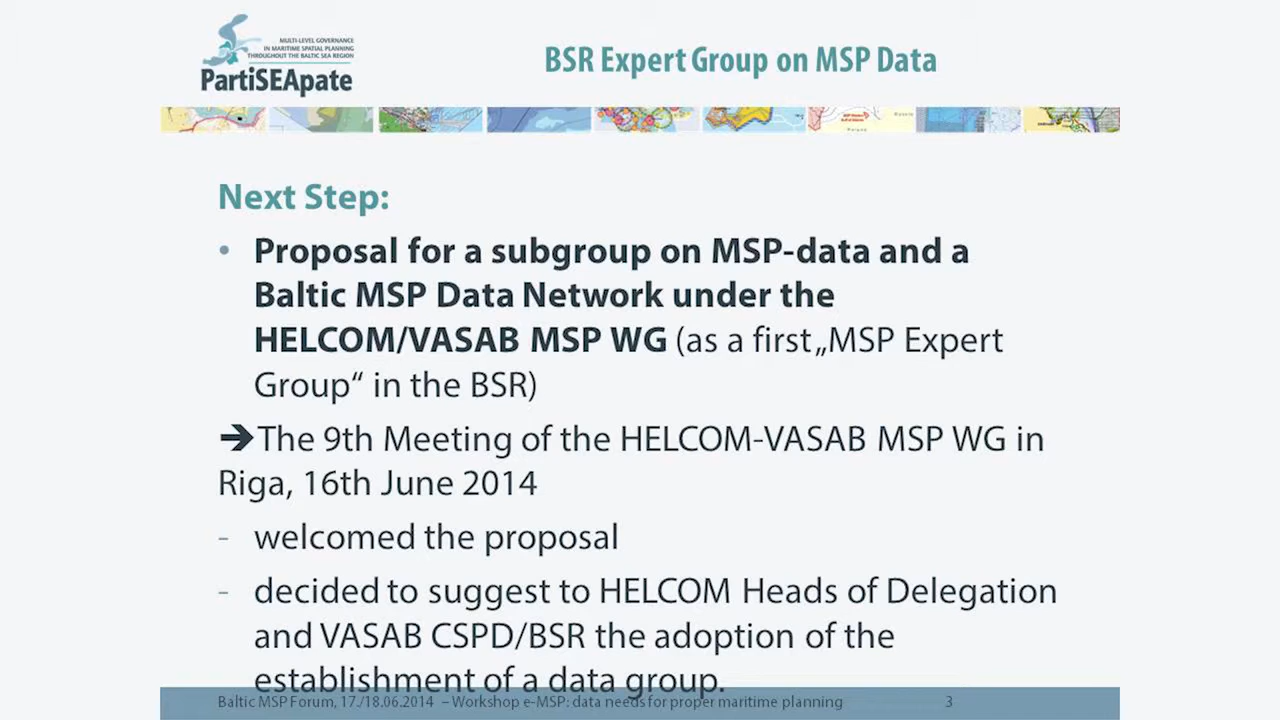 MULTI-LEVEL GOVERNANCE
IN MARITIME SPATIAL PLANNING
THROUGHOUT THE BALTIC SEA REGION
PartiSEApate
BSR Expert Group on MSP Data
Next Step:
• Proposal for a subgroup on MSP-data and a
Baltic MSP Data Network under the
HELCOM/VASAB MSP WG (as a first „MSP Expert
Group“ in the BSR)
➔The 9th Meeting of the HELCOM-VASAB MSP WG in
Riga, 16th June 2014
- welcomed the proposal
- decided to suggest to HELCOM Heads of Delegation
and VASAB CSPD/BSR the adoption of the
establishment of a data group.
Baltic MSP Forum, 17./18.06.2014 – Workshop e-MSP: data needs for proper maritime planning 3